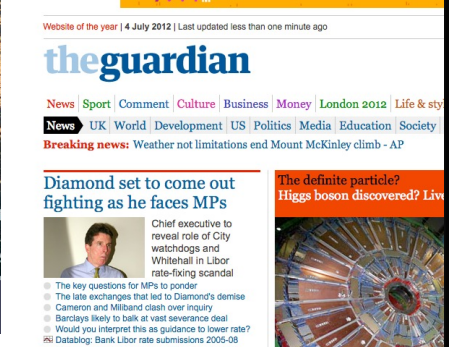 Website of the year | 4 July 2012 | Last updated less than one minute ago
theguardian
News Sport Comment Culture Business Money London 2012 Life & sty
News UK World Development US Politics Media Education Society
Breaking news: Weather not limitations end Mount McKinley climb - AP
Diamond set to come out
fighting as he faces MPs
Chief executive to
reveal role of City
watchdogs and
Whitehall in Libor
rate-fixing scandal
The key questions for MPs to ponder
The late exchanges that led to Diamond's demise
Cameron and Miliband clash over inquiry
Barclays likely to balk at vast severance deal
Would you interpret this as guidance to lower rate?
Datablog: Bank Libor rate submissions 2005-08
The definite particle?
Higgs boson discovered? Live